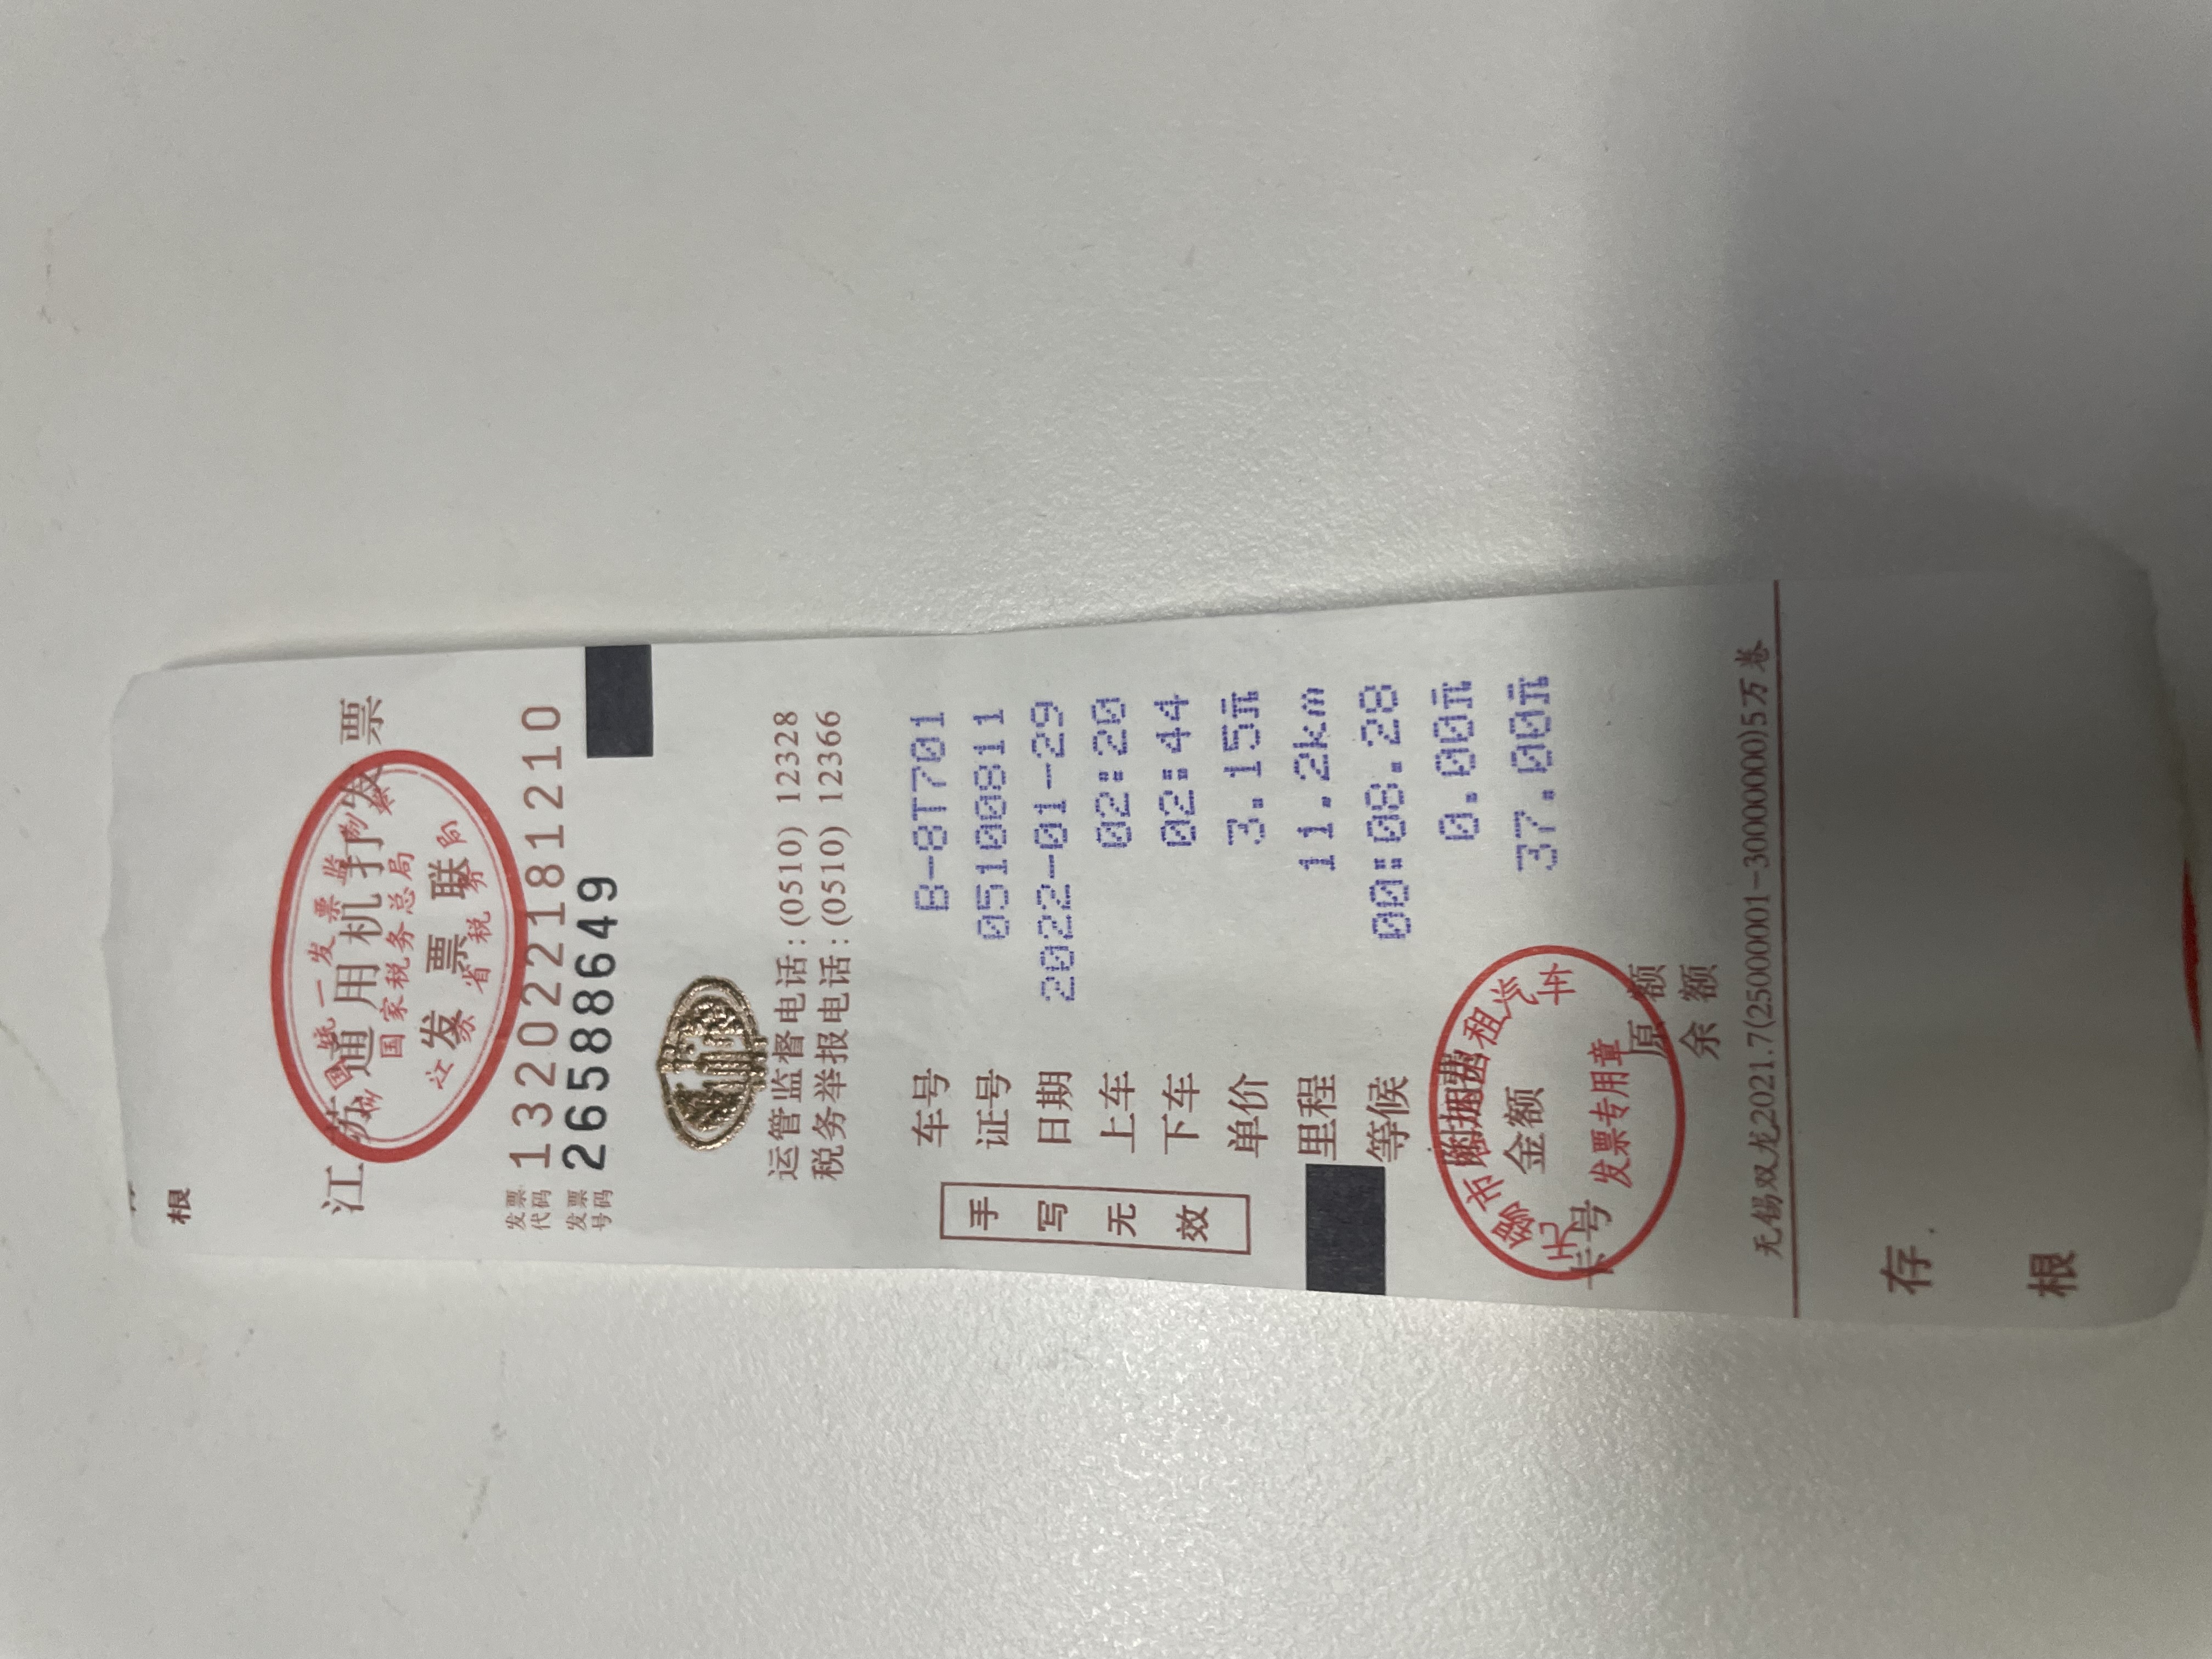 根
江苏通用机打发票
全国统一发票监制章
国家税务总局
发票联
江苏省税务局
发票代码 132022181210
发票号码 26588649
运管监督电话:(0510) 12328
税务举报电话:(0510) 12366
手写无效
车号 B-8T701
证号 05100811
日期 2022-01-29
上车 02:20
下车 02:44
单价 3.15元
里程 11.2km
等候 00:08.28
附加费 0.00元
金额 37.00元
卡号
无锡市客运出租汽车
发票专用章
原额
余额
无锡双龙2021.7(25000001-30000000)5万卷
存
根